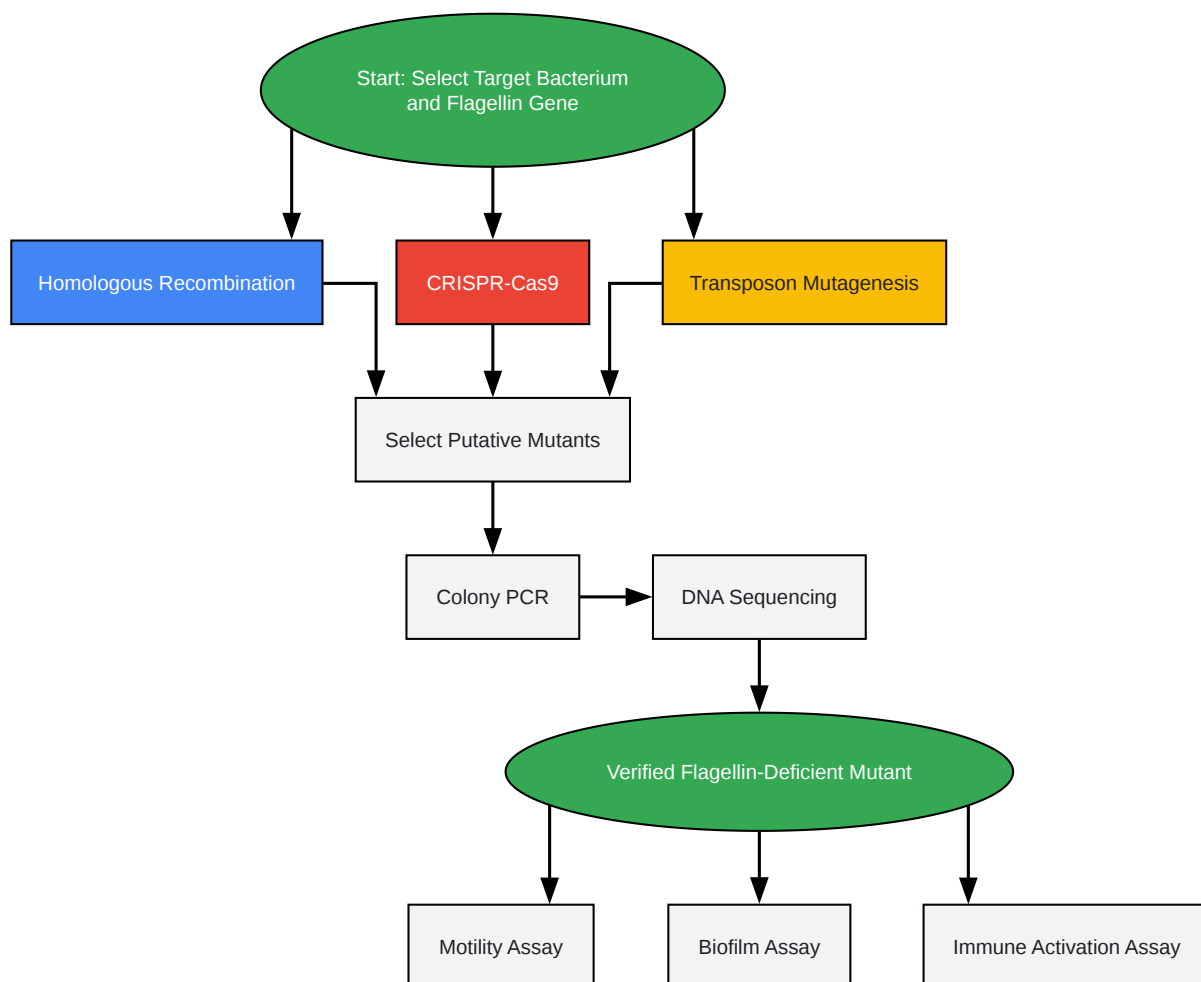 Start: Select Target Bacterium
and Flagellin Gene
Homologous Recombination
CRISPR-Cas9
Transposon Mutagenesis
Select Putative Mutants
Colony PCR
DNA Sequencing
Verified Flagellin-Deficient Mutant
Motility Assay
Biofilm Assay
Immune Activation Assay